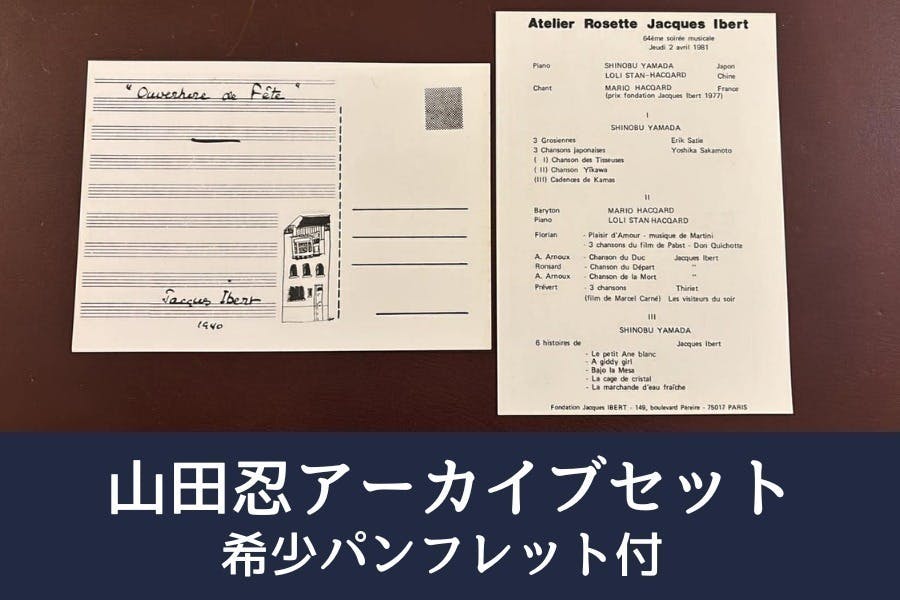 "Ouverture de Fête"
Jacques Ibert
1940
Atelier Rosette Jacques Ibert
64ème soirée musicale
Jeudi 2 avril 1981
Piano SHINOBU YAMADA Japon
LOLI STAN-HACQARD Chine
Chant MARIO HACQARD France
(prix fondation Jacques Ibert 1977)
I
SHINOBU YAMADA
3 Grosiennes Erik Satie
3 Chansons japonaises Yoshika Sakamoto
( I) Chanson des Tisseuses
( II) Chanson Yikawa
(III) Cadences de Kamas
II
Baryton MARIO HACQARD
Piano LOLI STAN HACQARD
Florian - Plaisir d'Amour - musique de Martini
- 3 chansons du film de Pabst - Don Quichotte
A. Arnoux - Chanson du Duc Jacques Ibert
Ronsard - Chanson du Départ "
A. Arnoux - Chanson de la Mort "
Prévert - 3 chansons Thiriet
(film de Marcel Carné) Les visiteurs du soir
III
SHINOBU YAMADA
6 histoires de Jacques Ibert
- Le petit Ane blanc
- A giddy girl
- Bajo la Mesa
- La cage de cristal
- La marchande d'eau fraîche
Fondation Jacques IBERT - 149, boulevard Péreire - 75017 PARIS
山田忍アーカイブセット
希少パンフレット付